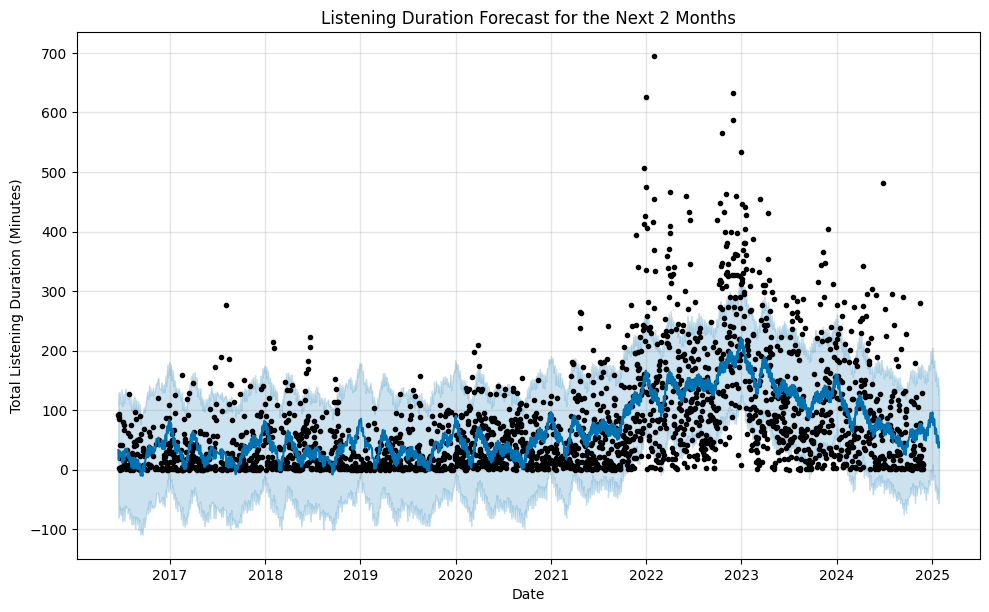 Listening Duration Forecast for the Next 2 Months
Total Listening Duration (Minutes)
700
600
500
400
300
200
100
0
−100
2017 2018 2019 2020 2021 2022 2023 2024 2025
Date